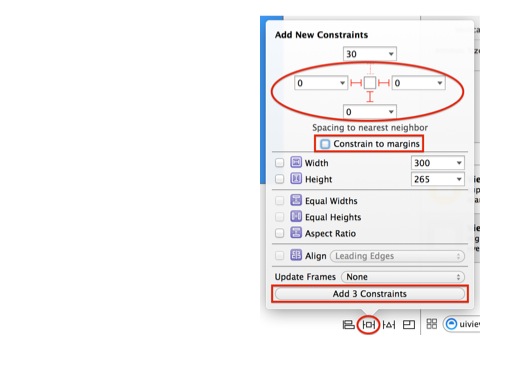 Add New Constraints
30
0 0
0
Spacing to nearest neighbor
Constrain to margins
Width 300
Height 265
Equal Widths
Equal Heights
Aspect Ratio
Align Leading Edges
Update Frames None
Add 3 Constraints